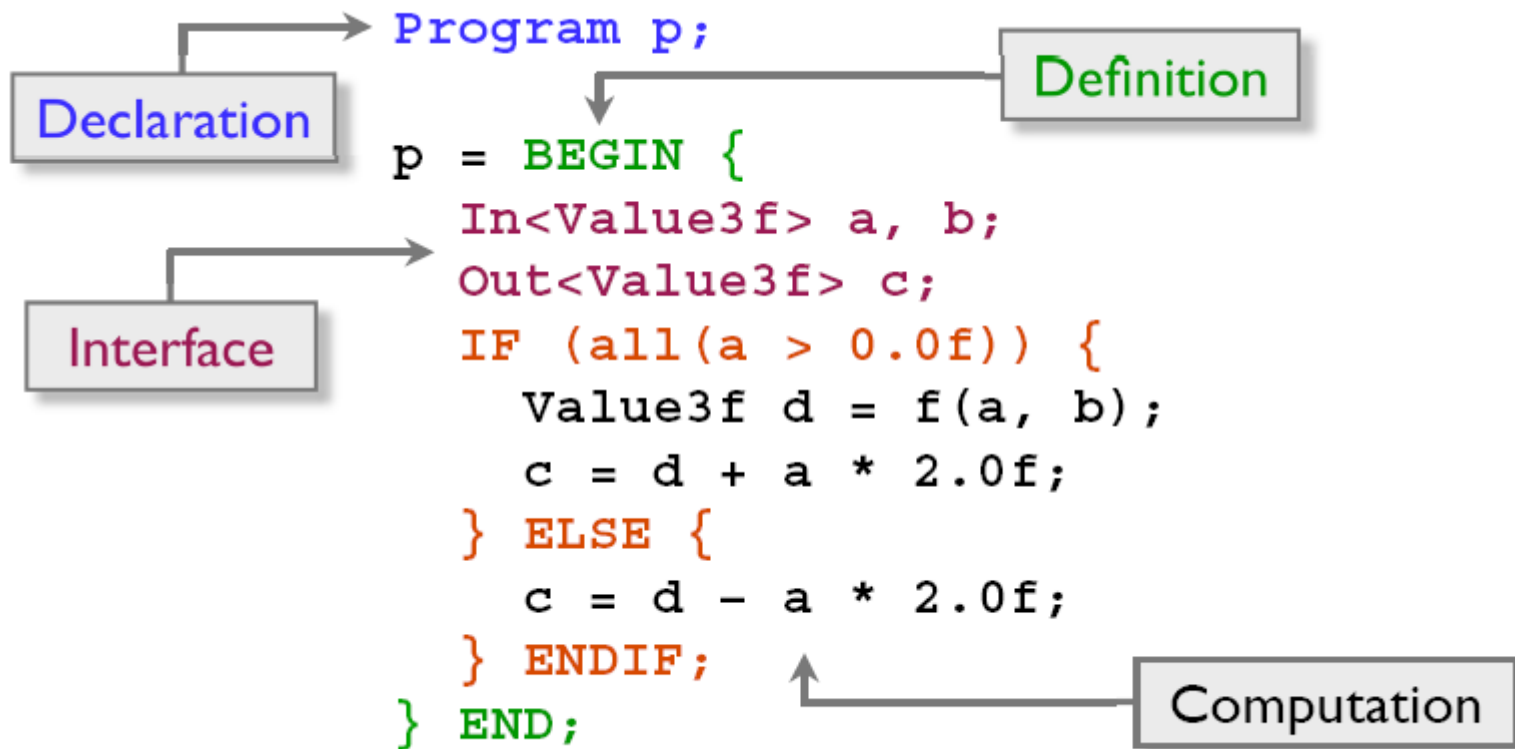 Program p;
Declaration
Definition
p = BEGIN {
In<Value3f> a, b;
Out<Value3f> c;
Interface
IF (all(a > 0.0f)) {
Value3f d = f(a, b);
c = d + a * 2.0f;
} ELSE {
c = d - a * 2.0f;
} ENDIF;
Computation
} END;